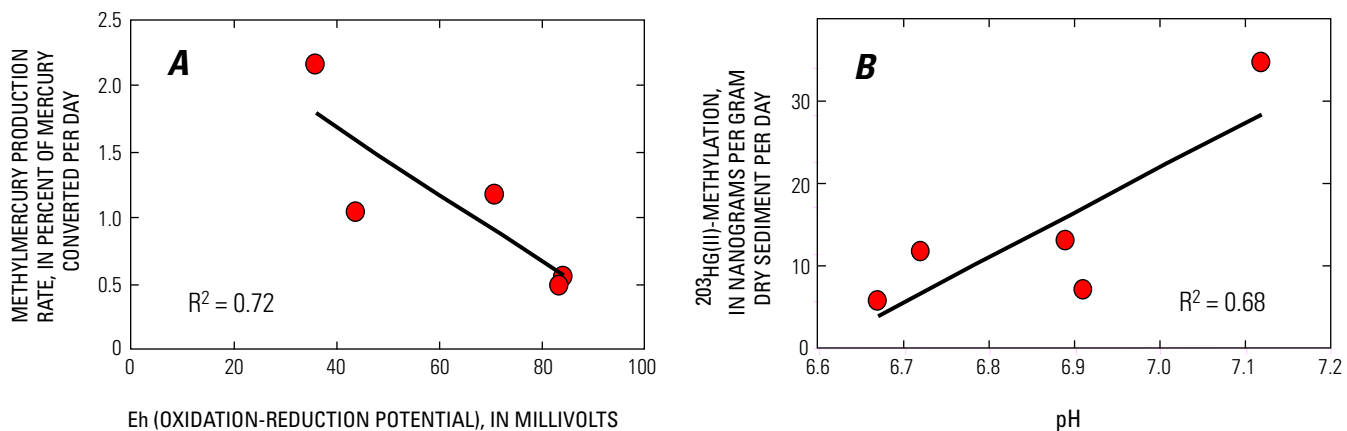 A
METHYLMERCURY PRODUCTION
RATE, IN PERCENT OF MERCURY
CONVERTED PER DAY
2.5
2.0
1.5
1.0
0.5
0
R² = 0.72
0 20 40 60 80 100
Eh (OXIDATION-REDUCTION POTENTIAL), IN MILLIVOLTS
B
²⁰³HG(II)-METHYLATION,
IN NANOGRAMS PER GRAM
DRY SEDIMENT PER DAY
30
20
10
0
R² = 0.68
6.6 6.7 6.8 6.9 7.0 7.1 7.2
pH